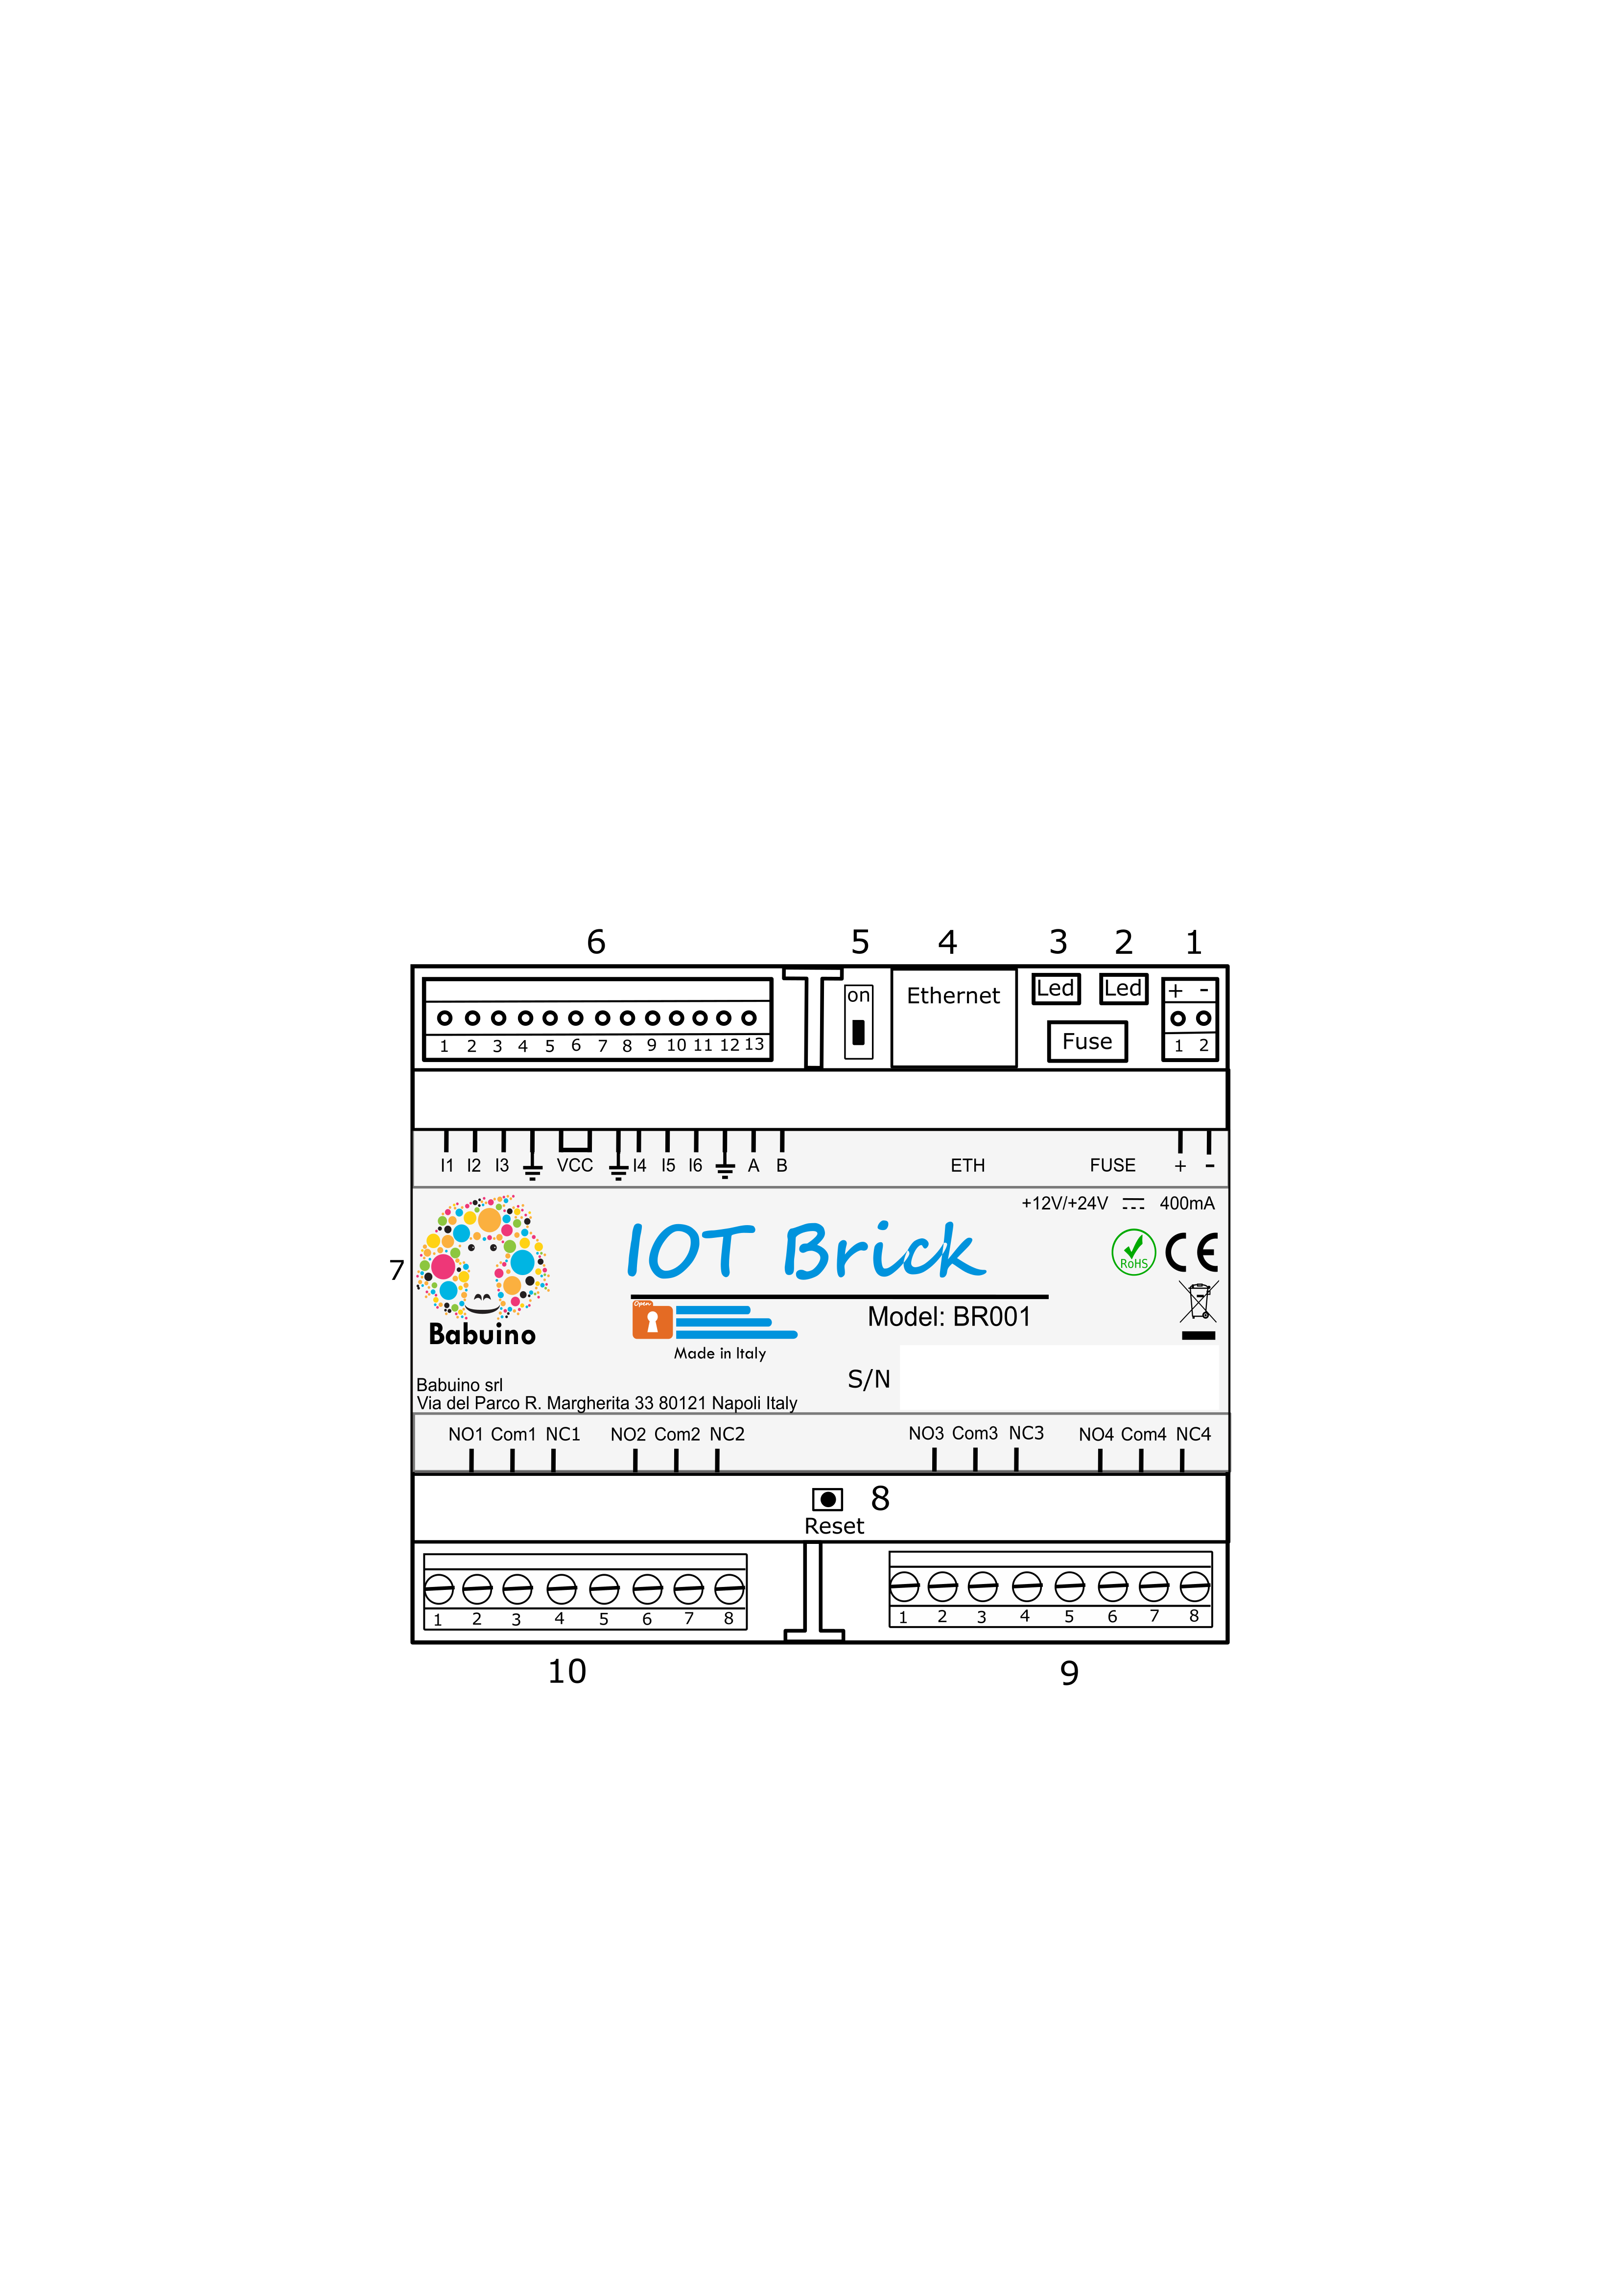 6 5 4 3 2 1
on Ethernet Led Led + -
Fuse
1 2 3 4 5 6 7 8 9 10 11 12 13 1 2
I1 I2 I3 VCC I4 I5 I6 A B ETH FUSE + -
+12V/+24V 400mA
7
IOT Brick
RoHS CE
Open
Model: BR001
Babuino
Made in Italy
S/N
Babuino srl
Via del Parco R. Margherita 33 80121 Napoli Italy
NO1 Com1 NC1 NO2 Com2 NC2 NO3 Com3 NC3 NO4 Com4 NC4
8
Reset
1 2 3 4 5 6 7 8 1 2 3 4 5 6 7 8
10 9